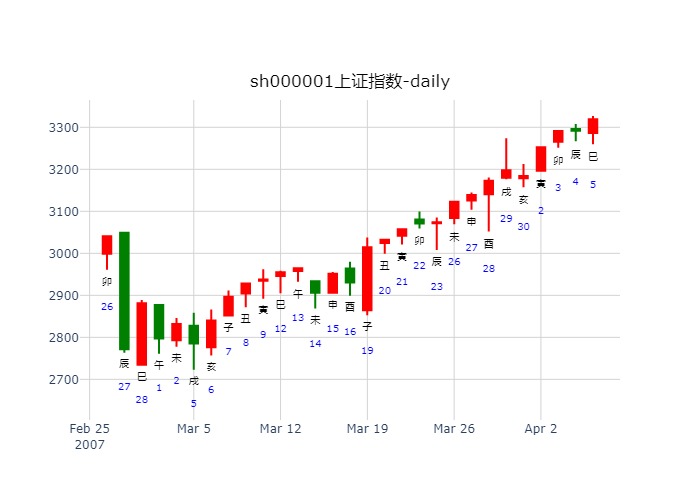 sh000001上证指数-daily
3300
3200
3100
3000
2900
2800
2700
卯
26
辰
27
巳
28
午
1
未
2
戌
5
亥
6
子
7
丑
8
寅
9
巳
12
午
13
未
14
申
15
酉
16
子
19
丑
20
寅
21
卯
22
辰
23
未
26
申
27
酉
28
戌
29
亥
30
寅
2
卯
3
辰
4
巳
5
Feb 25
2007
Mar 5
Mar 12
Mar 19
Mar 26
Apr 2